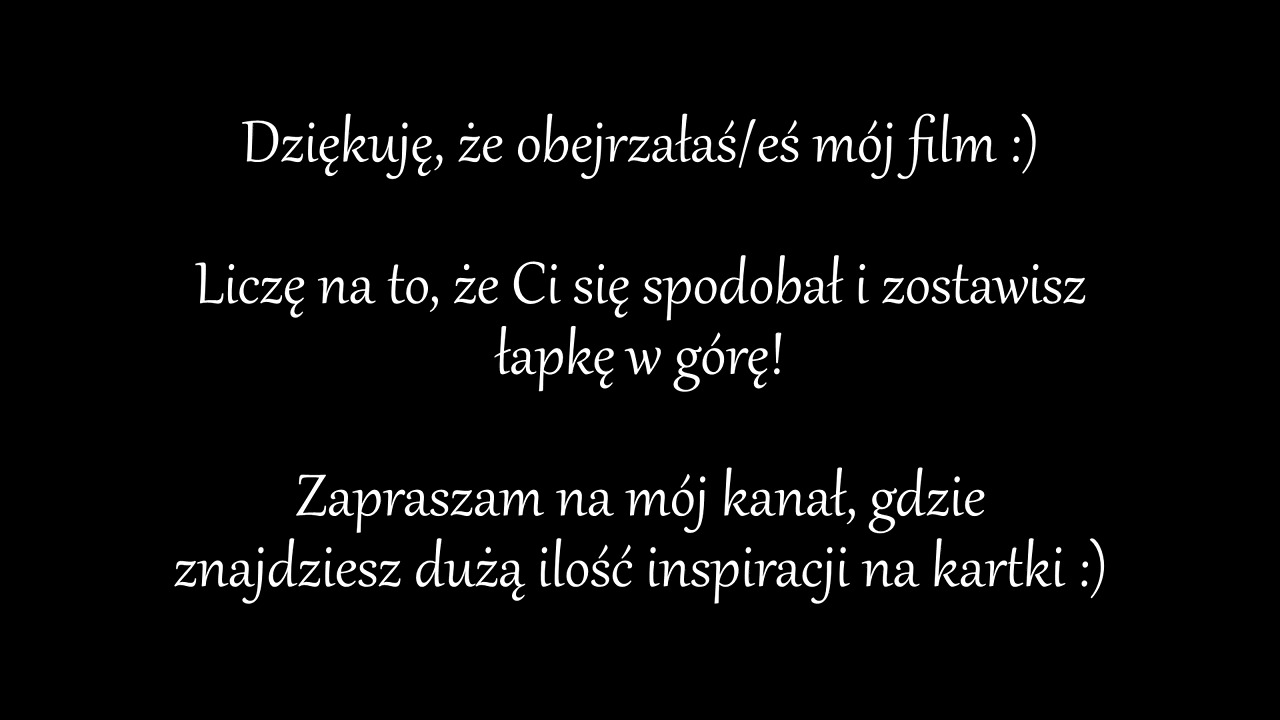 Dziękuję, że obejrzałaś/eś mój film :)
Liczę na to, że Ci się spodobał i zostawisz
łapkę w górę!
Zapraszam na mój kanał, gdzie
znajdziesz dużą ilość inspiracji na kartki :)